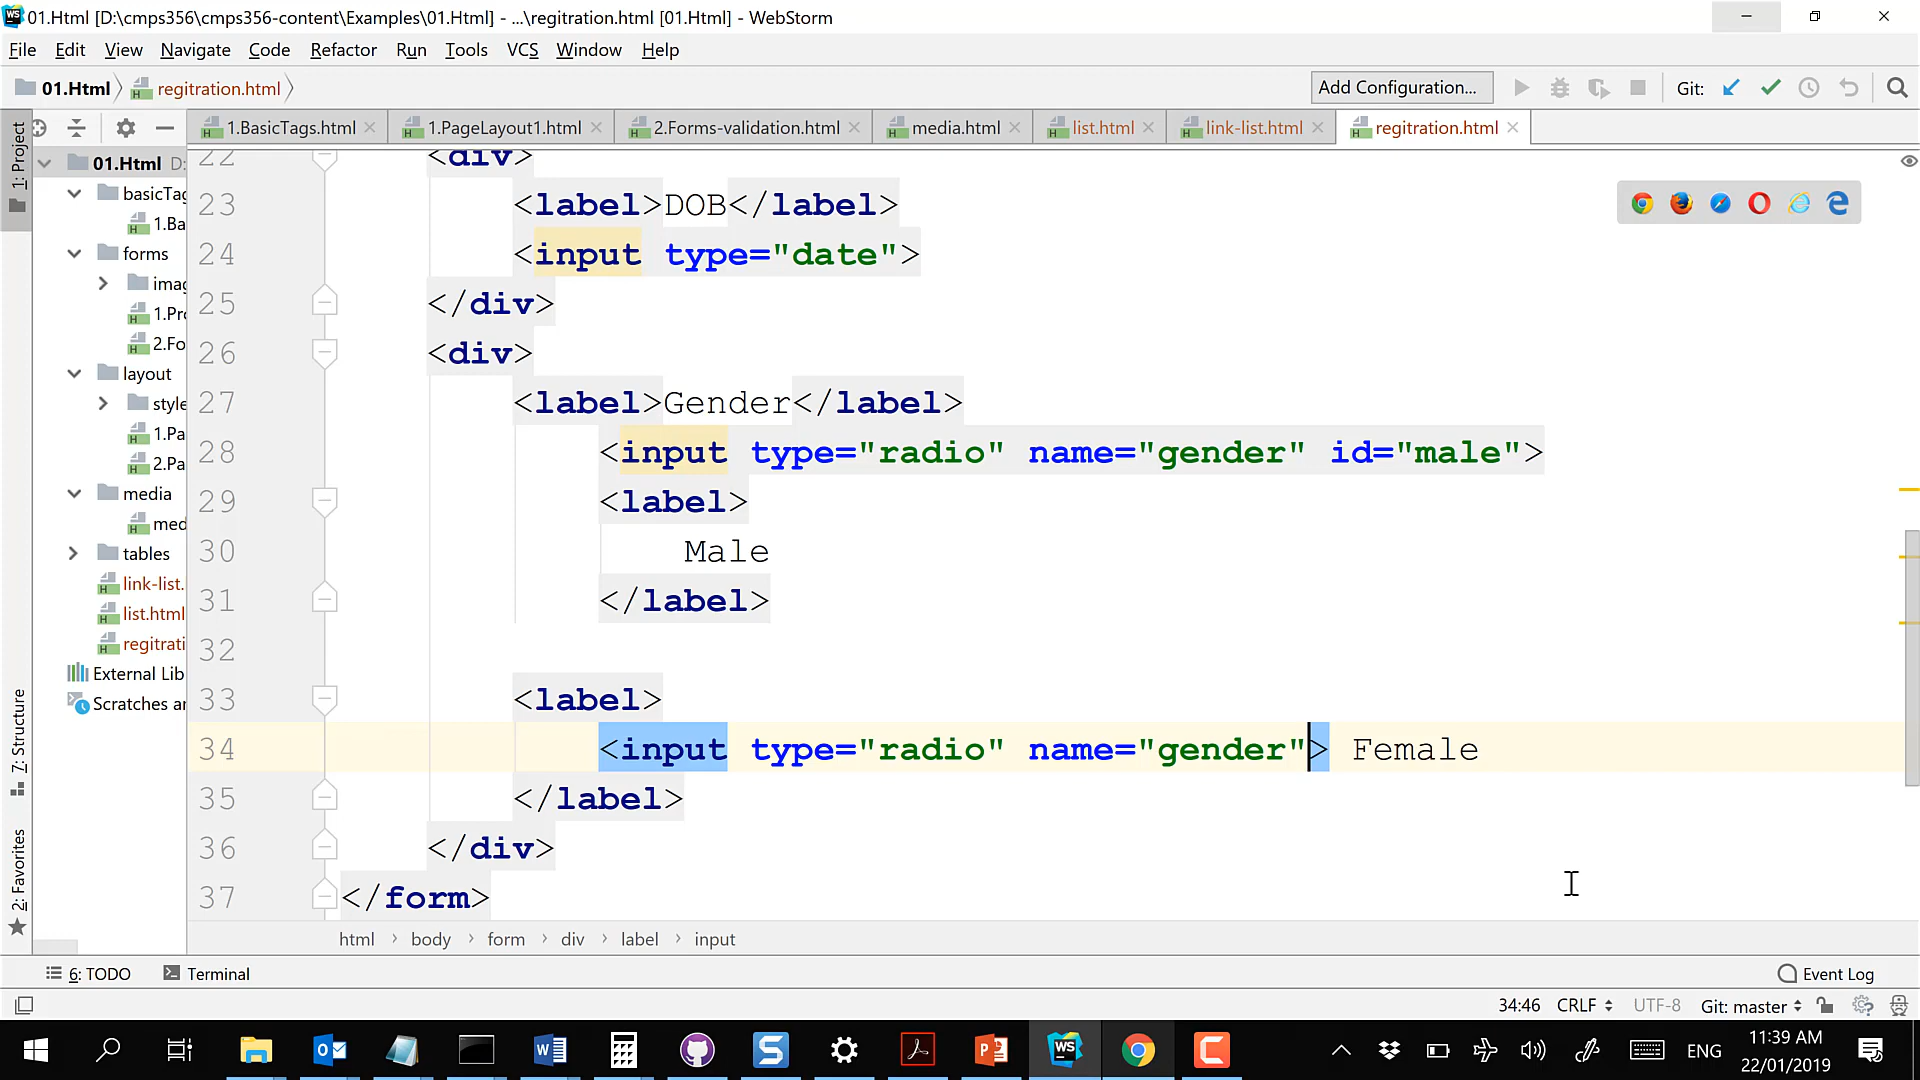 01.Html [D:\cmps356\cmps356-content\Examples\01.Html] - ...\regitration.html [01.Html] - WebStorm
File Edit View Navigate Code Refactor Run Tools VCS Window Help
01.Html regitration.html Add Configuration... Git:
1.BasicTags.html 1.PageLayout1.html 2.Forms-validation.html media.html list.html link-list.html regitration.html
1: Project
7: Structure
2: Favorites
01.Html D:
basicTag
1.Ba
forms
imag
1.Pr
2.Fo
layout
style
1.Pa
2.Pa
media
med
tables
link-list.
list.html
regitrati
External Lib
Scratches a
22 <div>
23 <label>DOB</label>
24 <input type="date">
25 </div>
26 <div>
27 <label>Gender</label>
28 <input type="radio" name="gender" id="male">
29 <label>
30 Male
31 </label>
32
33 <label>
34 <input type="radio" name="gender"> Female
35 </label>
36 </div>
37 </form>
html body form div label input
6: TODO Terminal Event Log
34:46 CRLF UTF-8 Git: master
ENG 11:39 AM
22/01/2019